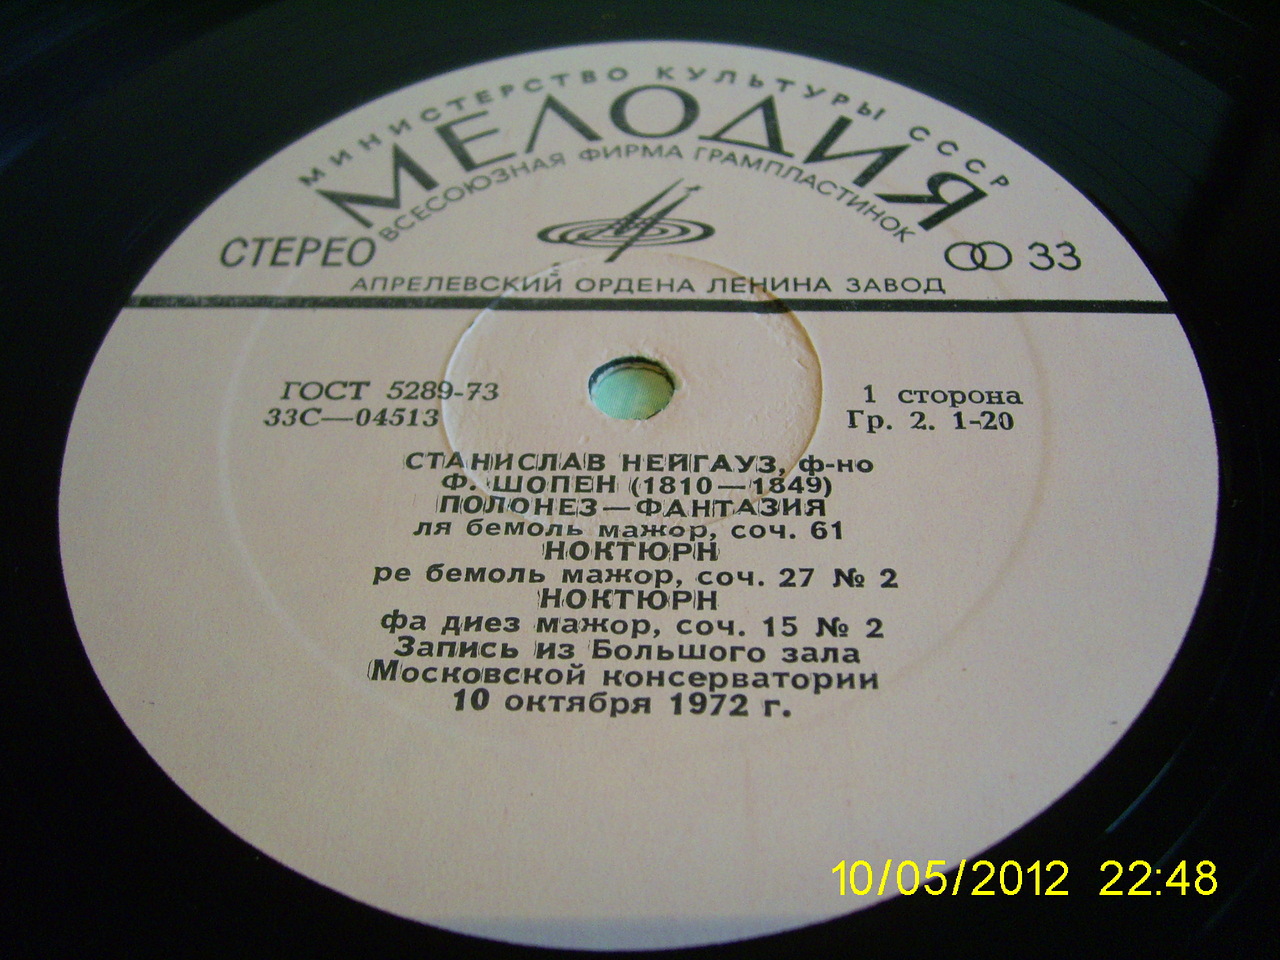 МИНИСТЕРСТВО КУЛЬТУРЫ СССР
МЕЛОДИЯ
ВСЕСОЮЗНАЯ ФИРМА ГРАМПЛАСТИНОК
СТЕРЕО
33
АПРЕЛЕВСКИЙ ОРДЕНА ЛЕНИНА ЗАВОД
ГОСТ 5289-73
33С—04513
1 сторона
Гр. 2. 1-20
СТАНИСЛАВ НЕЙГАУЗ, ф-но
Ф. ШОПЕН (1810—1849)
ПОЛОНЕЗ—ФАНТАЗИЯ
ля бемоль мажор, соч. 61
НОКТЮРН
ре бемоль мажор, соч. 27 № 2
НОКТЮРН
фа диез мажор, соч. 15 № 2
Запись из Большого зала
Московской консерватории
10 октября 1972 г.
10/05/2012 22:48